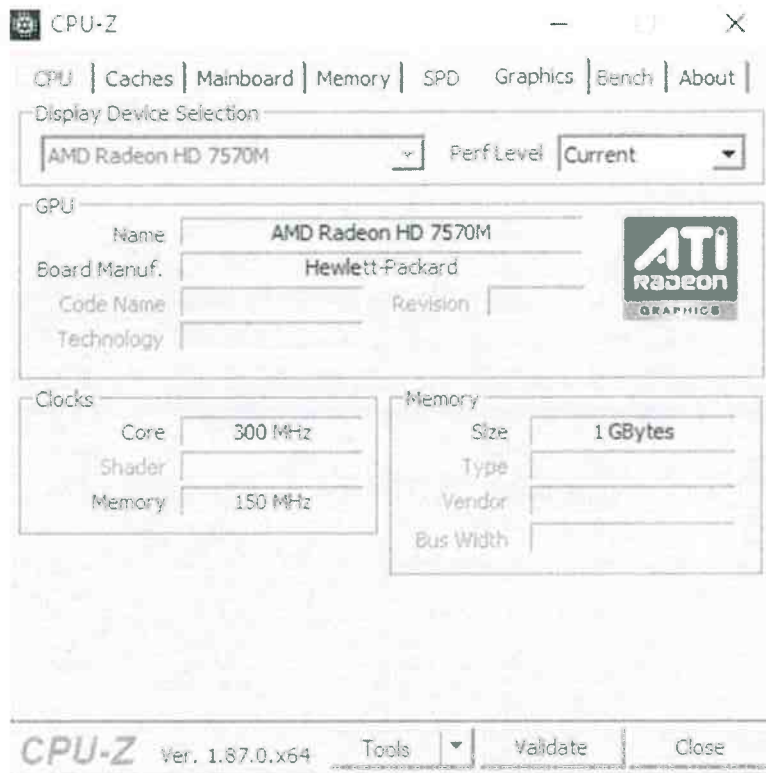 CPU-Z
CPU Caches Mainboard Memory SPD Graphics Bench About
Display Device Selection
AMD Radeon HD 7570M Perf Level Current
GPU
Name AMD Radeon HD 7570M
Board Manuf. Hewlett-Packard
Code Name Revision
Technology
ATI
RADEON
GRAPHICS
Clocks
Core 300 MHz
Shader
Memory 150 MHz
Memory
Size 1 GBytes
Type
Vendor
Bus Width
CPU-Z Ver. 1.87.0.x64 Tools Validate Close